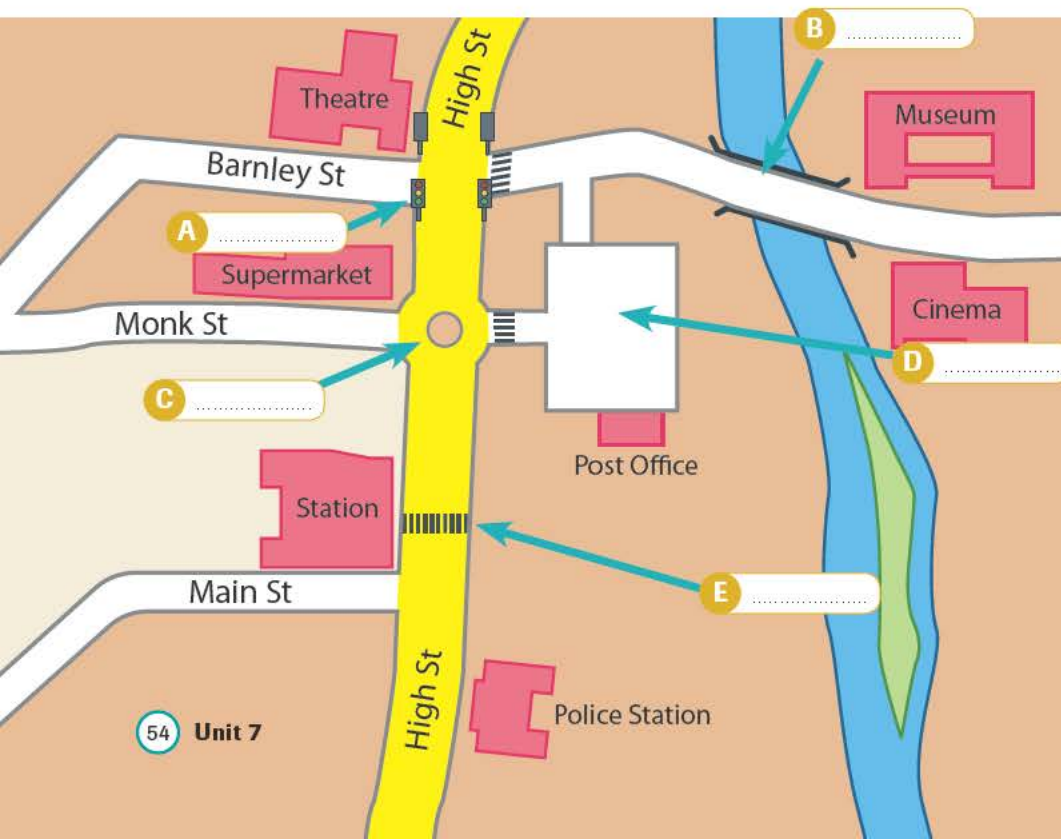 High St
B ....................
Theatre
Museum
Barnley St
A ....................
Supermarket
Cinema
Monk St
D ....................
C ....................
Post Office
Station
E ....................
Main St
High St
Police Station
54 Unit 7